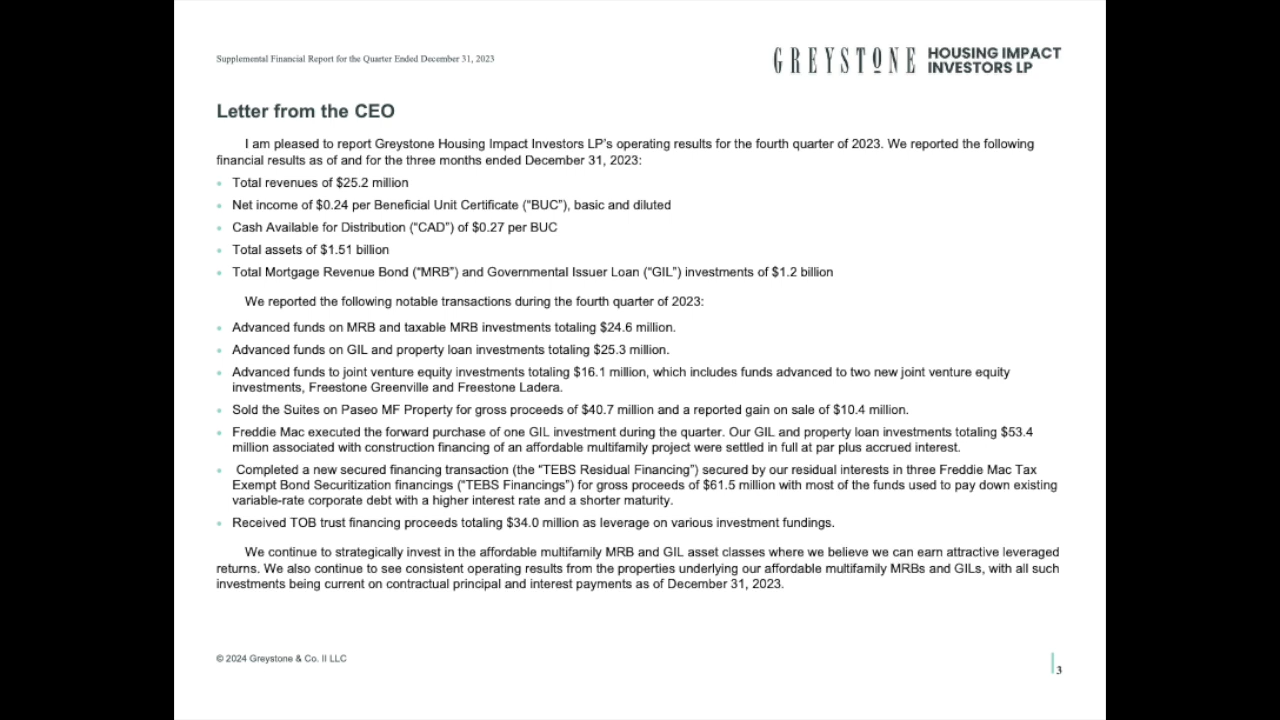 Supplemental Financial Report for the Quarter Ended December 31, 2023
GREYSTONE HOUSING IMPACT
INVESTORS LP
Letter from the CEO
I am pleased to report Greystone Housing Impact Investors LP's operating results for the fourth quarter of 2023. We reported the following
financial results as of and for the three months ended December 31, 2023:
• Total revenues of $25.2 million
• Net income of $0.24 per Beneficial Unit Certificate ("BUC"), basic and diluted
• Cash Available for Distribution ("CAD") of $0.27 per BUC
• Total assets of $1.51 billion
• Total Mortgage Revenue Bond ("MRB") and Governmental Issuer Loan ("GIL") investments of $1.2 billion
We reported the following notable transactions during the fourth quarter of 2023:
• Advanced funds on MRB and taxable MRB investments totaling $24.6 million.
• Advanced funds on GIL and property loan investments totaling $25.3 million.
• Advanced funds to joint venture equity investments totaling $16.1 million, which includes funds advanced to two new joint venture equity
investments, Freestone Greenville and Freestone Ladera.
• Sold the Suites on Paseo MF Property for gross proceeds of $40.7 million and a reported gain on sale of $10.4 million.
• Freddie Mac executed the forward purchase of one GIL investment during the quarter. Our GIL and property loan investments totaling $53.4
million associated with construction financing of an affordable multifamily project were settled in full at par plus accrued interest.
• Completed a new secured financing transaction (the "TEBS Residual Financing") secured by our residual interests in three Freddie Mac Tax
Exempt Bond Securitization financings ("TEBS Financings") for gross proceeds of $61.5 million with most of the funds used to pay down existing
variable-rate corporate debt with a higher interest rate and a shorter maturity.
• Received TOB trust financing proceeds totaling $34.0 million as leverage on various investment fundings.
We continue to strategically invest in the affordable multifamily MRB and GIL asset classes where we believe we can earn attractive leveraged
returns. We also continue to see consistent operating results from the properties underlying our affordable multifamily MRBs and GILs, with all such
investments being current on contractual principal and interest payments as of December 31, 2023.
© 2024 Greystone & Co. II LLC
3